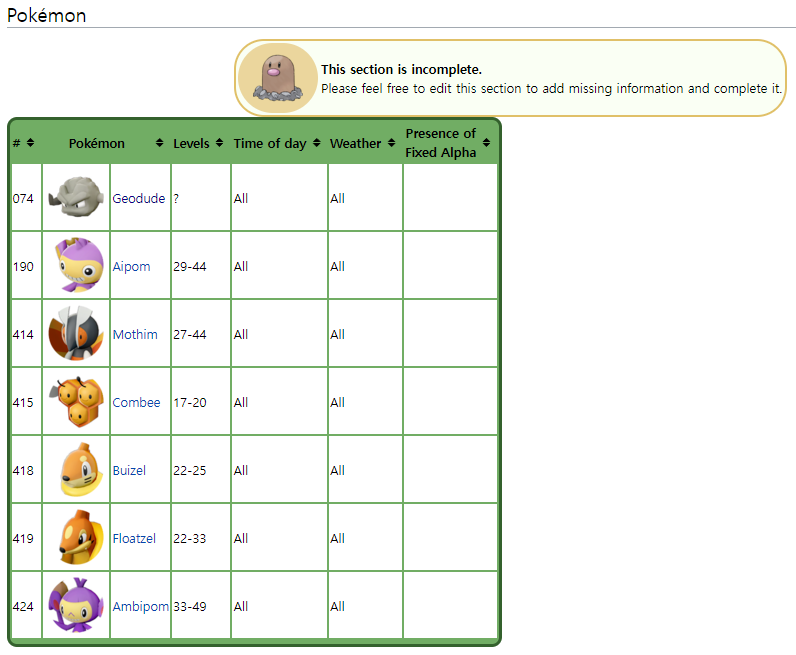 Pokémon
This section is incomplete.
Please feel free to edit this section to add missing information and complete it.
# Pokémon Levels Time of day Weather Presence of Fixed Alpha
074 Geodude ? All All
190 Aipom 29-44 All All
414 Mothim 27-44 All All
415 Combee 17-20 All All
418 Buizel 22-25 All All
419 Floatzel 22-33 All All
424 Ambipom 33-49 All All